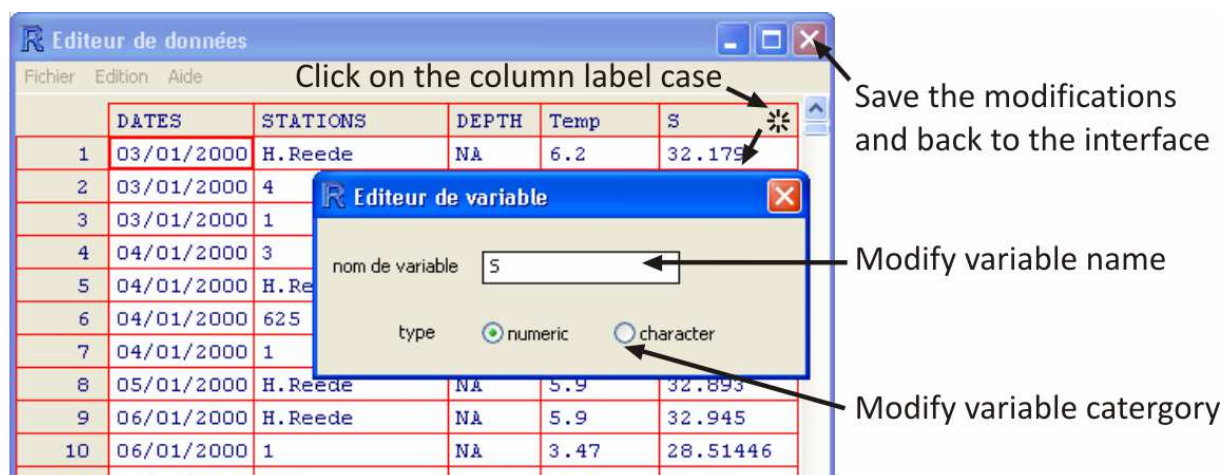 R Editeur de données
Fichier Edition Aide
Click on the column label case
Save the modifications
and back to the interface
DATES STATIONS DEPTH Temp S
1 03/01/2000 H.Reede NA 6.2 32.179
2 03/01/2000 4
3 03/01/2000 1
4 04/01/2000 3
5 04/01/2000 H.Re
6 04/01/2000 625
7 04/01/2000 1
8 05/01/2000 H.Reede NA 5.9 32.893
9 06/01/2000 H.Reede NA 5.9 32.945
10 06/01/2000 1 NA 3.47 28.51446
R Editeur de variable
nom de variable S
type numeric character
Modify variable name
Modify variable catergory